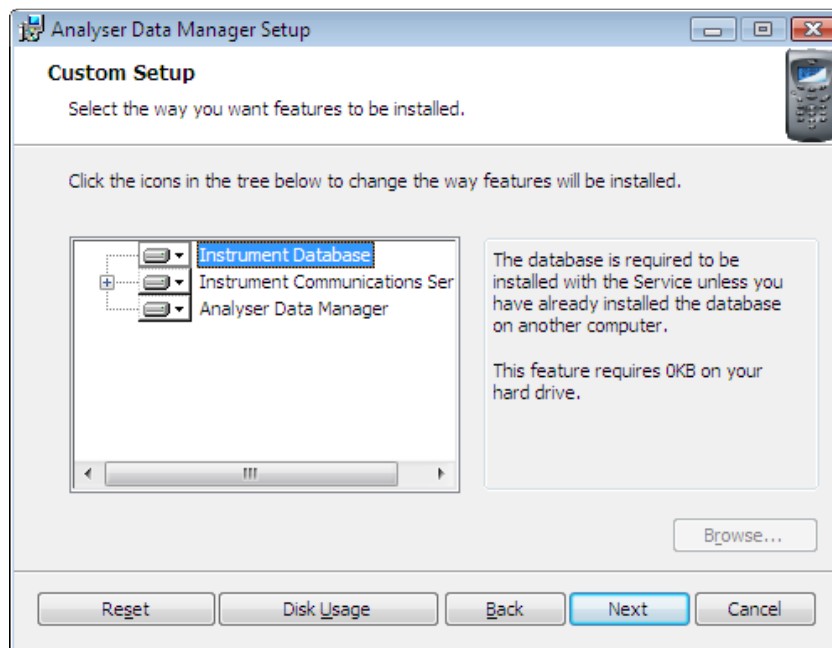 Analyser Data Manager Setup
Custom Setup
Select the way you want features to be installed.
Click the icons in the tree below to change the way features will be installed.
Instrument Database
Instrument Communications Ser
Analyser Data Manager
The database is required to be
installed with the Service unless you
have already installed the database
on another computer.
This feature requires 0KB on your
hard drive.
Browse...
Reset
Disk Usage
Back
Next
Cancel